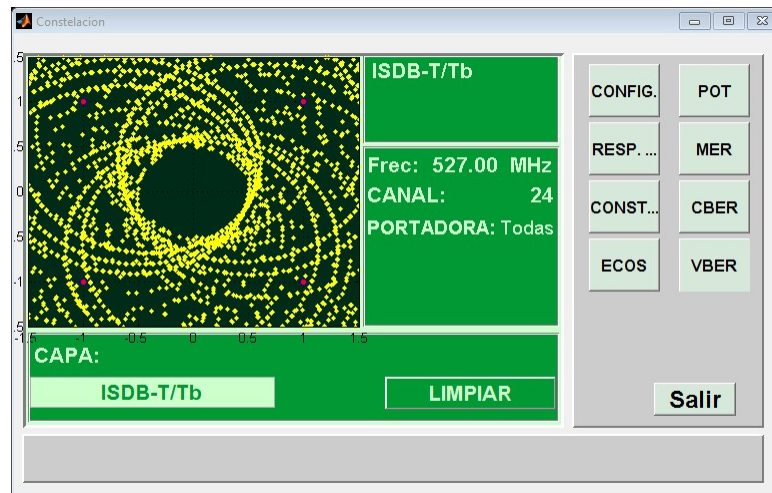 Constelacion
.5
1
.5
0
.5
-1
.5
-1.5 -1 -0.5 0 0.5 1 1.5
ISDB-T/Tb
Frec: 527.00 MHz
CANAL: 24
PORTADORA: Todas
CAPA:
ISDB-T/Tb
LIMPIAR
CONFIG. POT
RESP. ... MER
CONST... CBER
ECOS VBER
Salir